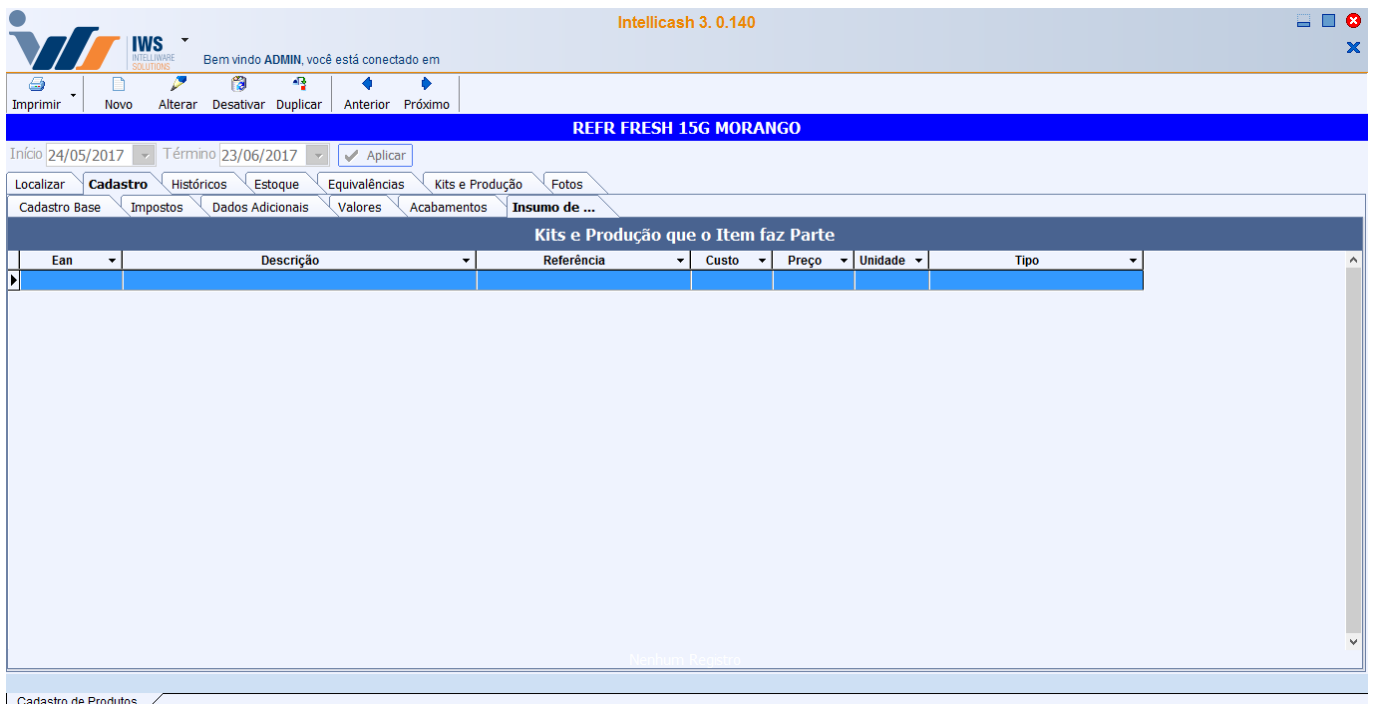 Intellicash 3. 0.140
IWS
INTELLIWARE
SOLUTIONS
Bem vindo ADMIN, você está conectado em
Imprimir Novo Alterar Desativar Duplicar Anterior Próximo
REFR FRESH 15G MORANGO
Início 24/05/2017 Término 23/06/2017 Aplicar
Localizar Cadastro Históricos Estoque Equivalências Kits e Produção Fotos
Cadastro Base Impostos Dados Adicionais Valores Acabamentos Insumo de ...
Kits e Produção que o Item faz Parte
Ean Descrição Referência Custo Preço Unidade Tipo
Nenhum Registro
Cadastro de Produtos